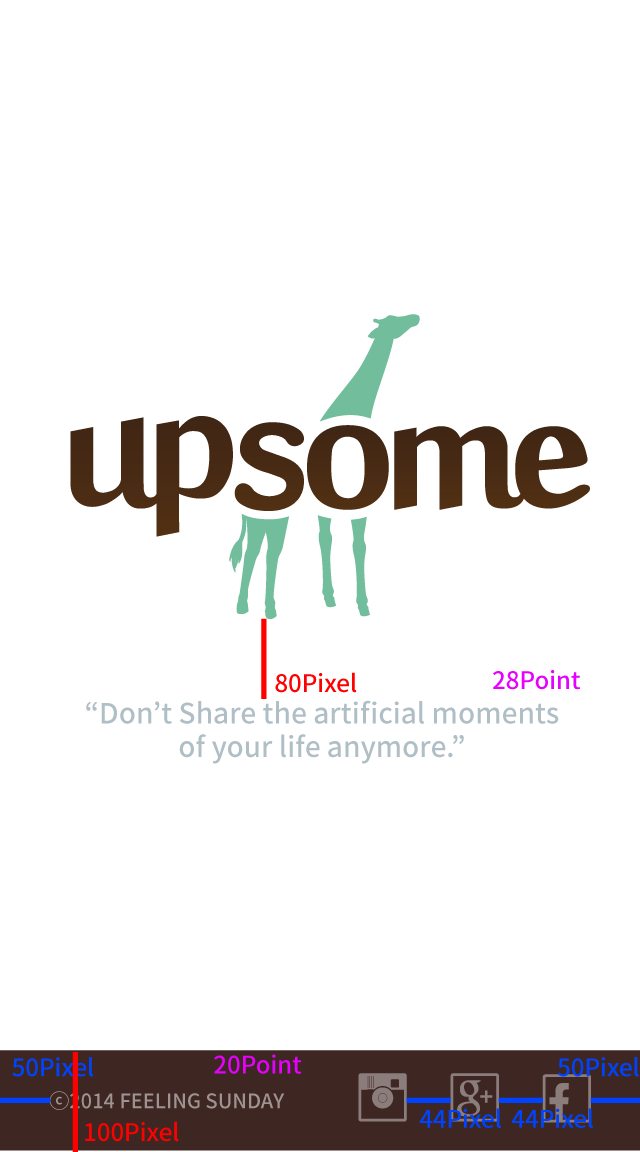 upsome
80Pixel
28Point
“Don’t Share the artificial moments
of your life anymore.”
50Pixel
20Point
50Pixel
ⓒ2014 FEELING SUNDAY
g+
f
44Pixel
44Pixel
100Pixel